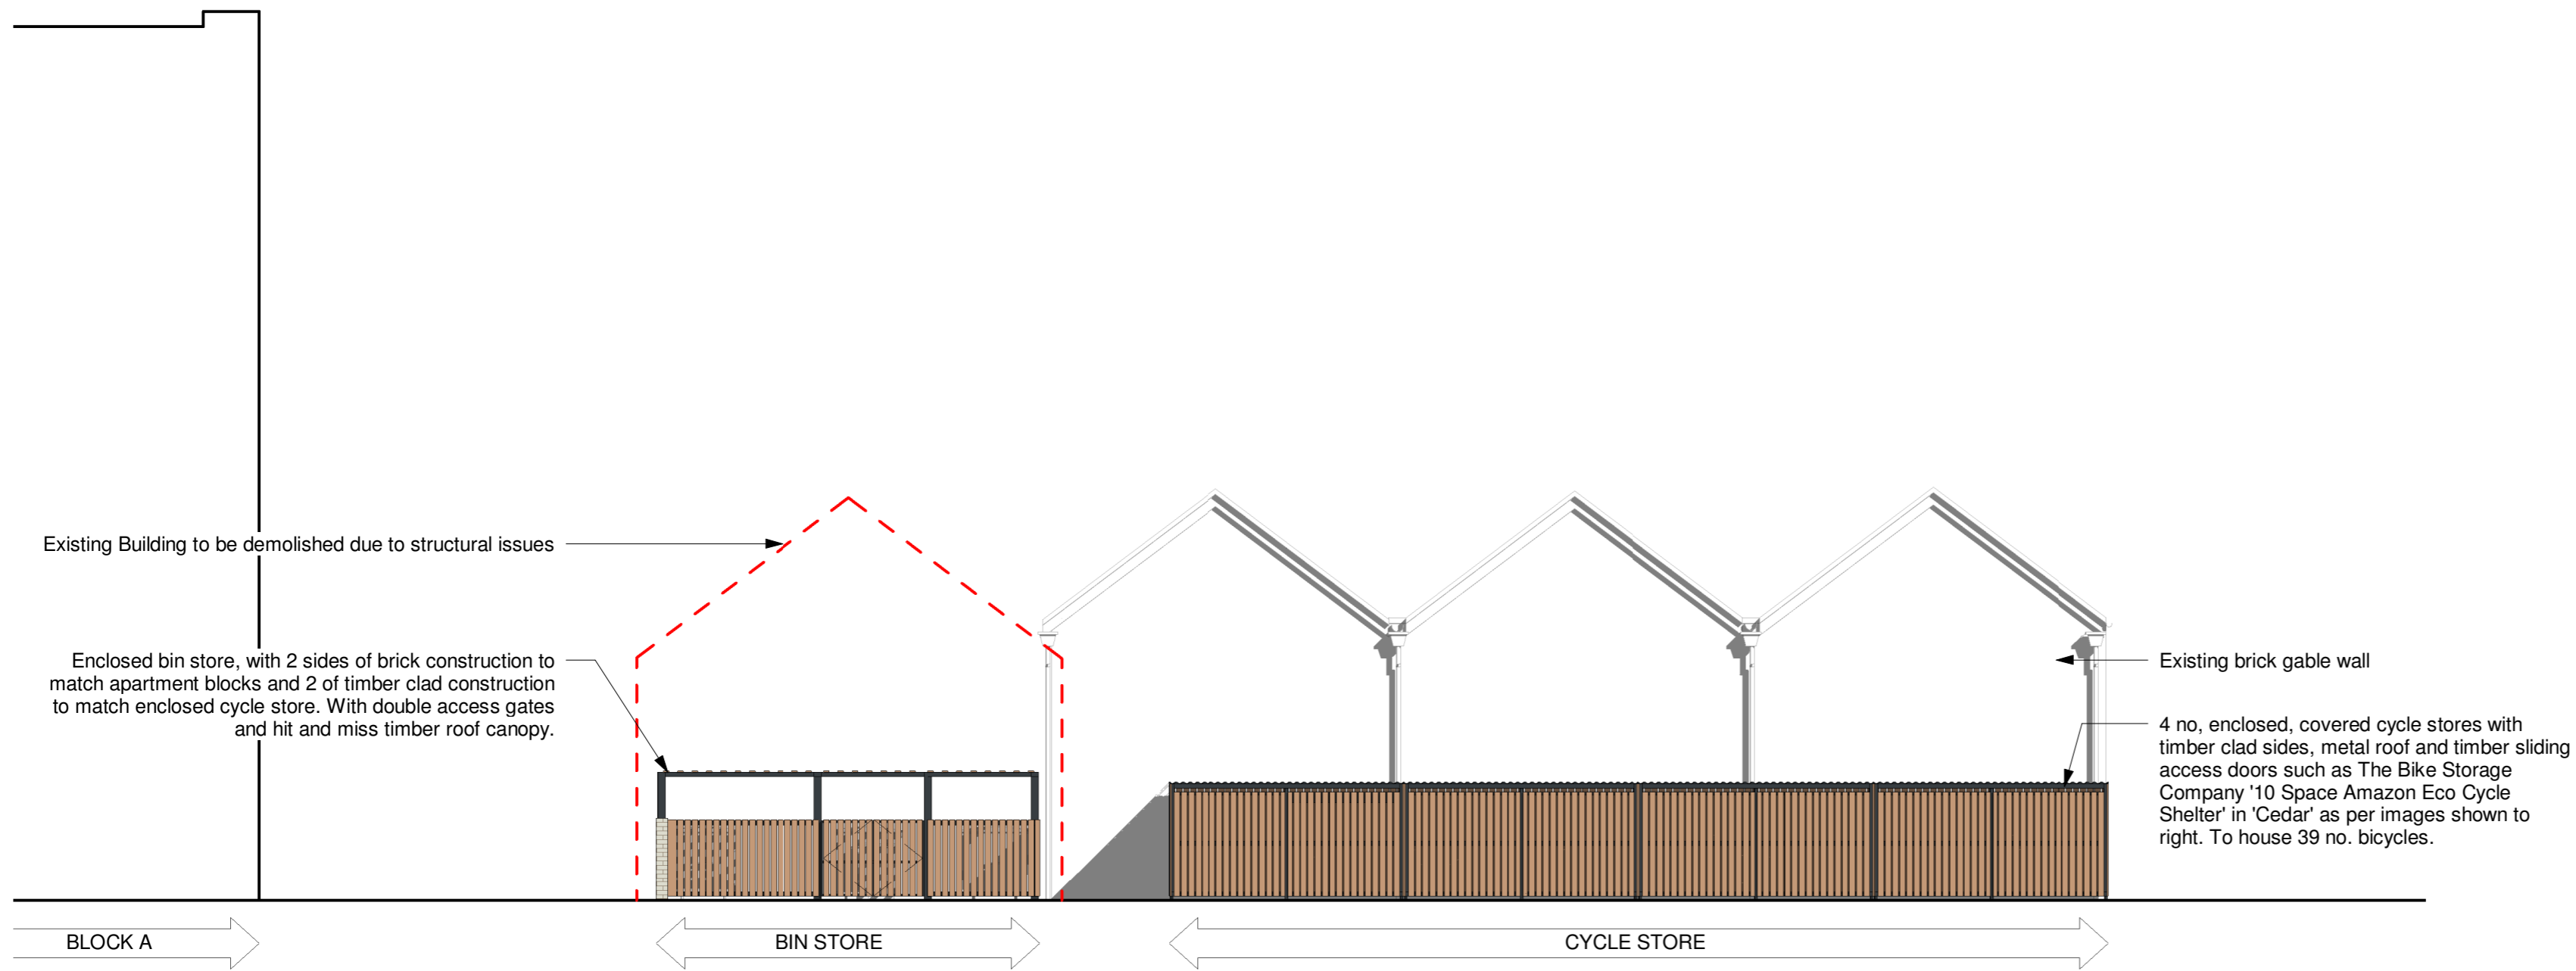 Existing Building to be demolished due to structural issues
Enclosed bin store, with 2 sides of brick construction to
match apartment blocks and 2 of timber clad construction
to match enclosed cycle store. With double access gates
and hit and miss timber roof canopy.
Existing brick gable wall
4 no, enclosed, covered cycle stores with
timber clad sides, metal roof and timber sliding
access doors such as The Bike Storage
Company '10 Space Amazon Eco Cycle
Shelter' in 'Cedar' as per images shown to
right. To house 39 no. bicycles.
BLOCK A
BIN STORE
CYCLE STORE